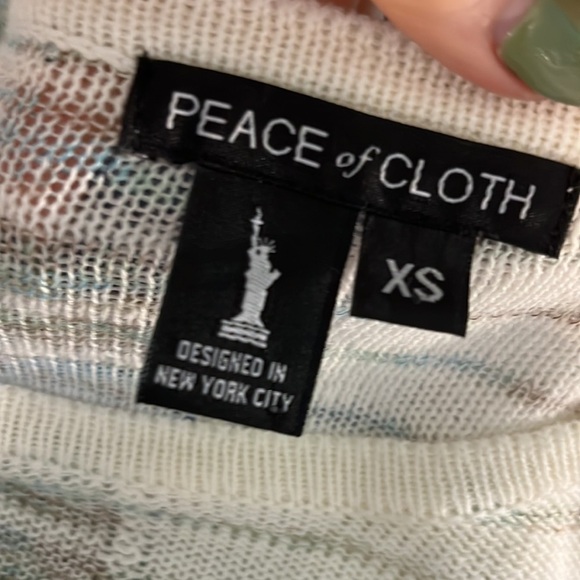 PEACE of CLOTH
XS
DESIGNED IN
NEW YORK CITY